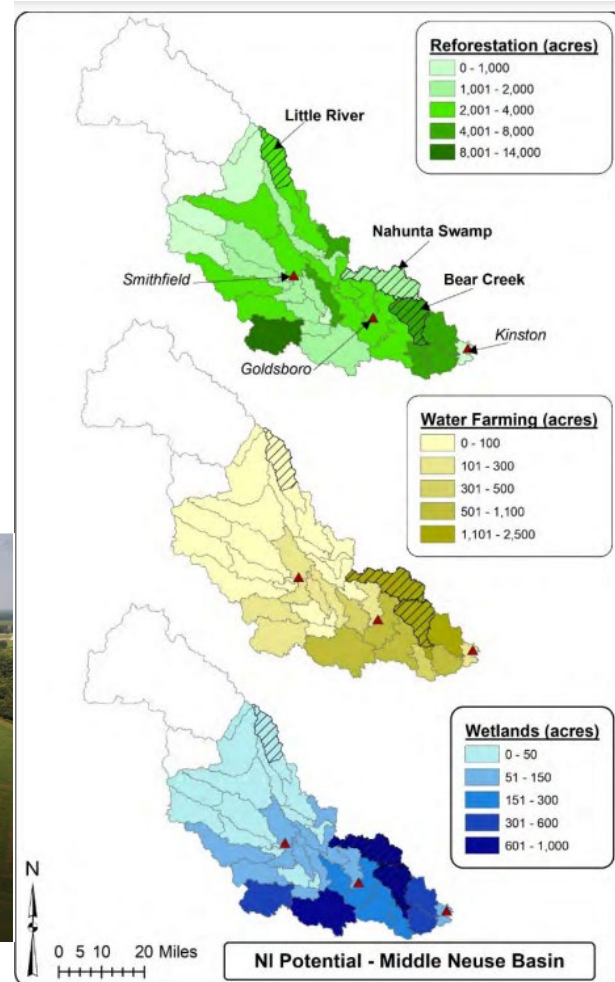 Reforestation (acres)
0 - 1,000
1,001 - 2,000
2,001 - 4,000
4,001 - 8,000
8,001 - 14,000
Little River
Nahunta Swamp
Bear Creek
Smithfield
Goldsboro
Kinston
Water Farming (acres)
0 - 100
101 - 300
301 - 500
501 - 1,100
1,101 - 2,500
Wetlands (acres)
0 - 50
51 - 150
151 - 300
301 - 600
601 - 1,000
N
0 5 10 20 Miles
NI Potential - Middle Neuse Basin